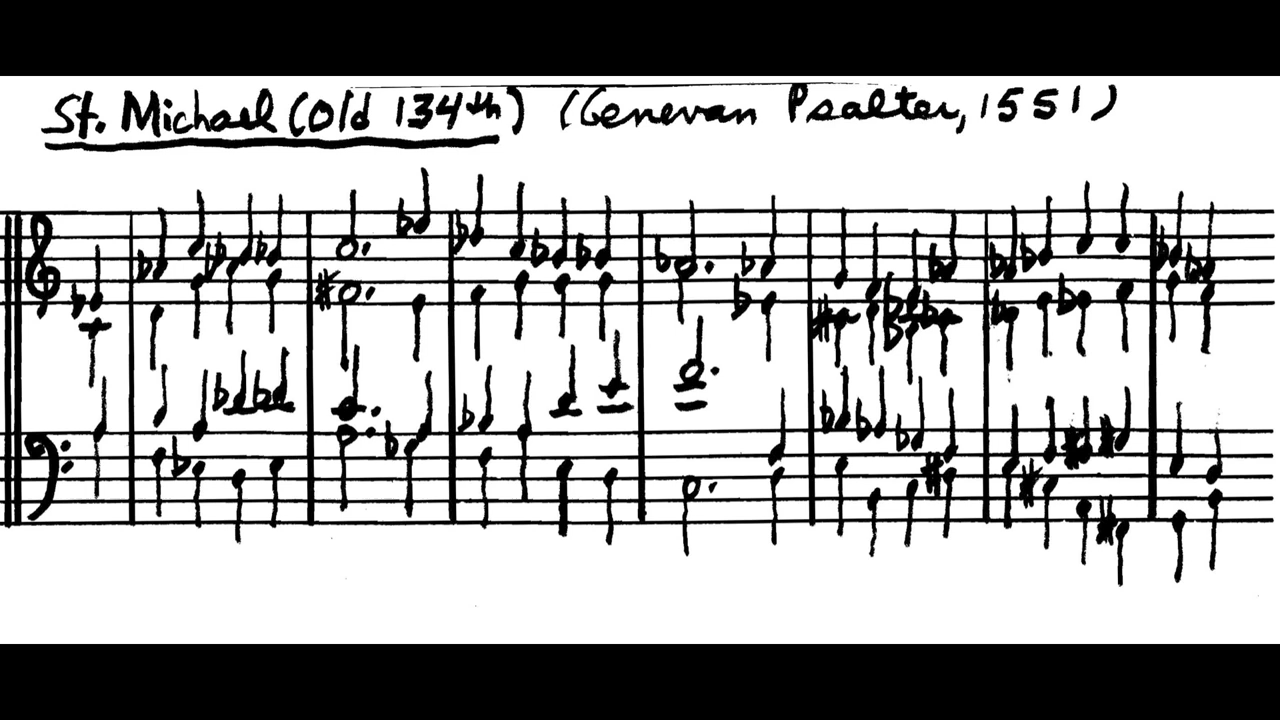 St. Michael (Old 134th) (Genevan Psalter, 1551)